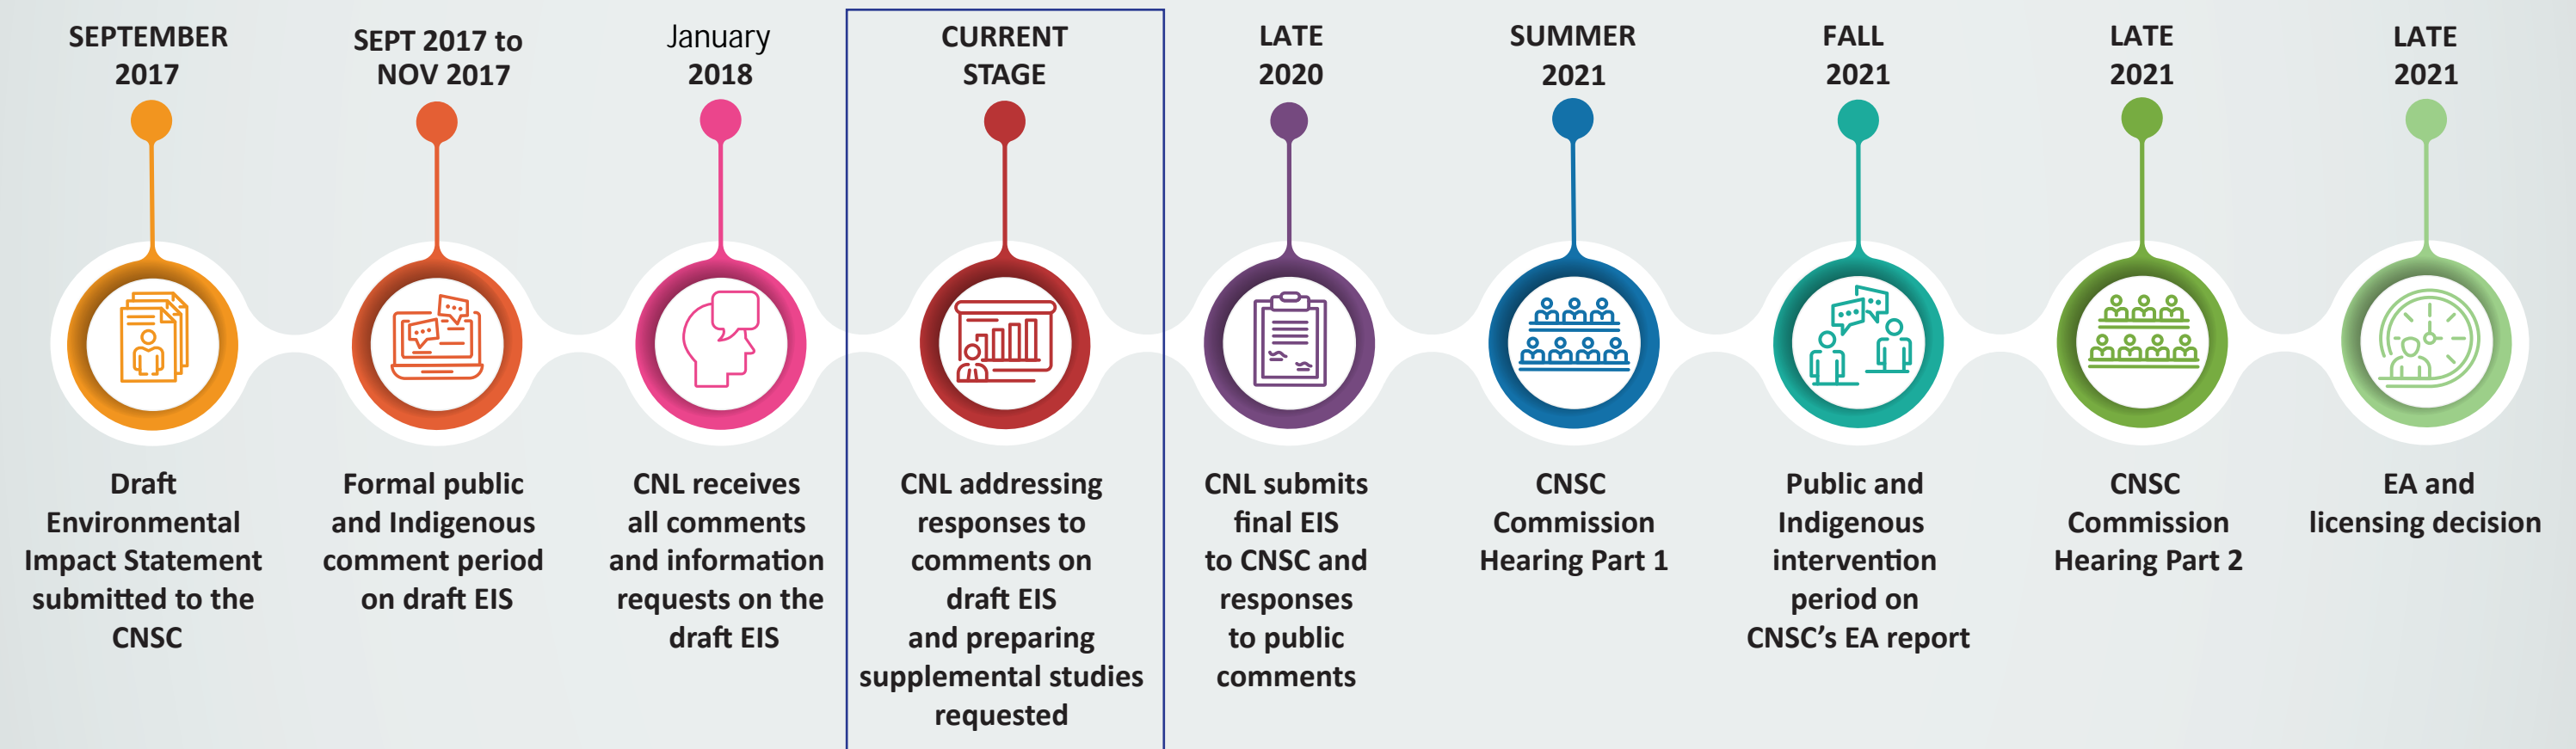 SEPTEMBER
2017
Draft
Environmental
Impact Statement
submitted to the
CNSC
SEPT 2017 to
NOV 2017
Formal public
and Indigenous
comment period
on draft EIS
January
2018
CNL receives
all comments
and information
requests on the
draft EIS
CURRENT
STAGE
CNL addressing
responses to
comments on
draft EIS
and preparing
supplemental studies
requested
LATE
2020
CNL submits
final EIS
to CNSC and
responses
to public
comments
SUMMER
2021
CNSC
Commission
Hearing Part 1
FALL
2021
Public and
Indigenous
intervention
period on
CNSC’s EA report
LATE
2021
CNSC
Commission
Hearing Part 2
LATE
2021
EA and
licensing decision